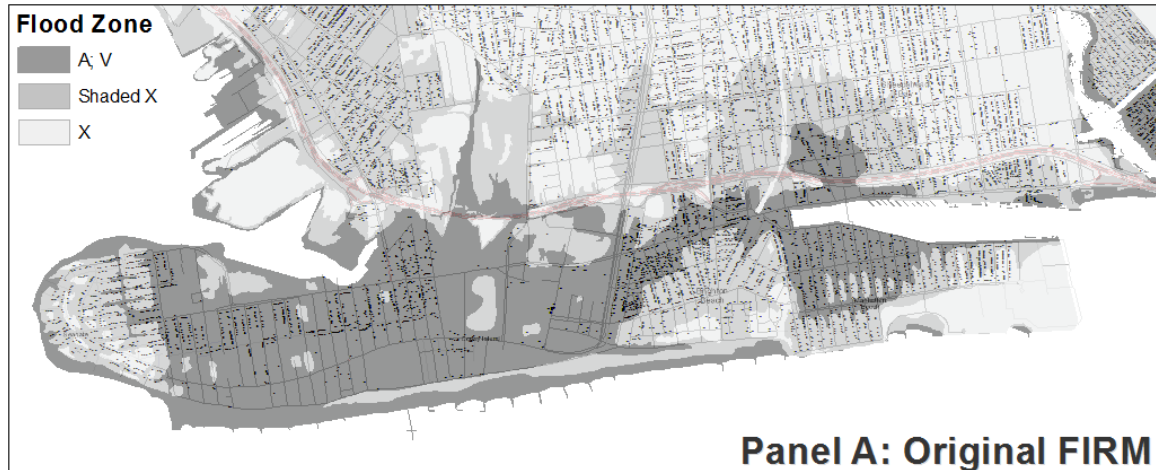 Flood Zone
A; V
Shaded X
X
Panel A: Original FIRM